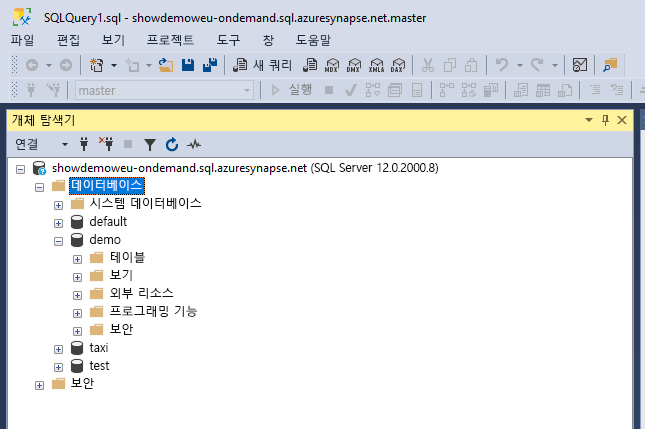 SQLQuery1.sql - showdemoweu-ondemand.sql.azuresynapse.net.master
파일 편집 보기 프로젝트 도구 창 도움말
새 쿼리 MDX DMX XMLA DAX
master 실행
개체 탐색기
연결
showdemoweu-ondemand.sql.azuresynapse.net (SQL Server 12.0.2000.8)
데이터베이스
시스템 데이터베이스
default
demo
테이블
보기
외부 리소스
프로그래밍 기능
보안
taxi
test
보안